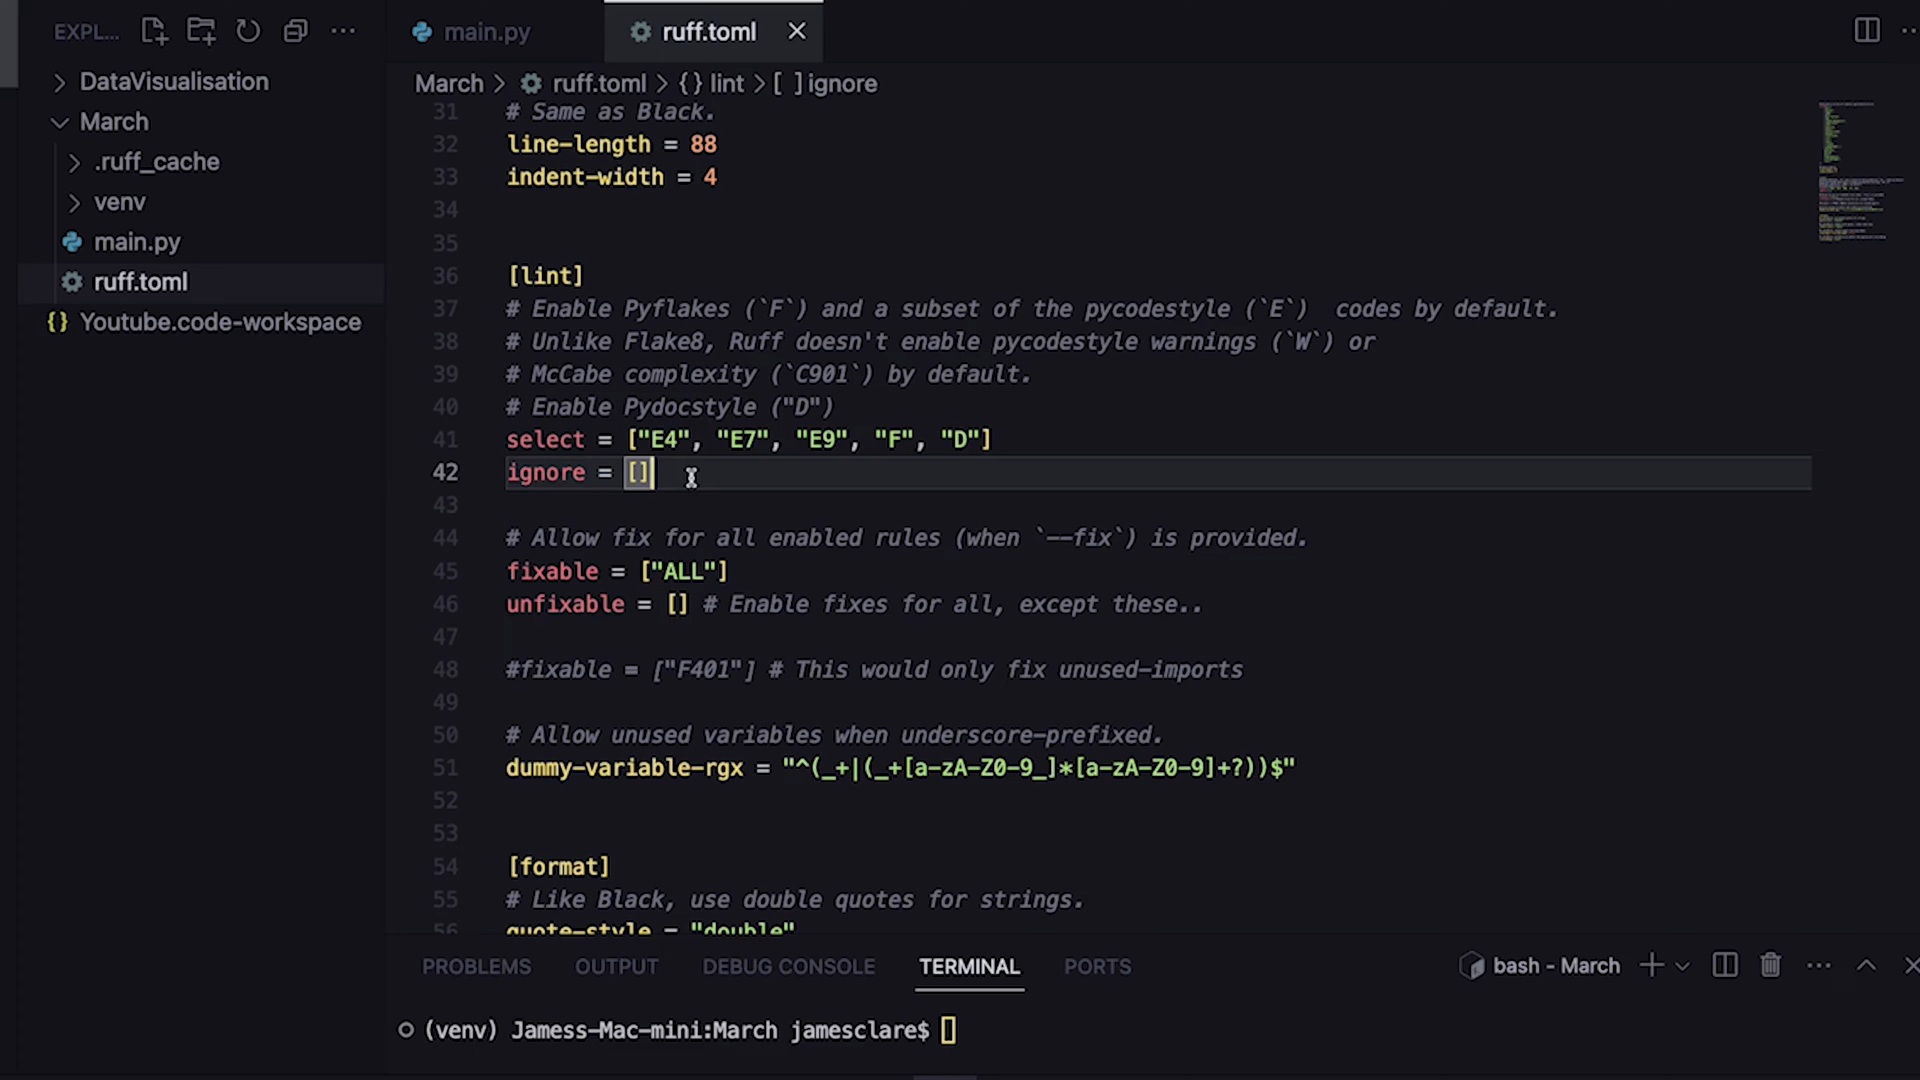 EXPL...
main.py
ruff.toml
DataVisualisation
March
.ruff_cache
venv
main.py
ruff.toml
Youtube.code-workspace
March > ruff.toml > {} lint > [ ] ignore
31 # Same as Black.
32 line-length = 88
33 indent-width = 4
34
35
36 [lint]
37 # Enable Pyflakes (`F`) and a subset of the pycodestyle (`E`)  codes by default.
38 # Unlike Flake8, Ruff doesn't enable pycodestyle warnings (`W`) or
39 # McCabe complexity (`C901`) by default.
40 # Enable Pydocstyle ("D")
41 select = ["E4", "E7", "E9", "F", "D"]
42 ignore = []
43
44 # Allow fix for all enabled rules (when `--fix`) is provided.
45 fixable = ["ALL"]
46 unfixable = [] # Enable fixes for all, except these..
47
48 #fixable = ["F401"] # This would only fix unused-imports
49
50 # Allow unused variables when underscore-prefixed.
51 dummy-variable-rgx = "^(_+|(_+[a-zA-Z0-9_]*[a-zA-Z0-9]+?))$"
52
53
54 [format]
55 # Like Black, use double quotes for strings.
56 quote-style = "double"
PROBLEMS OUTPUT DEBUG CONSOLE TERMINAL PORTS
bash - March
(venv) Jamess-Mac-mini:March jamesclare$